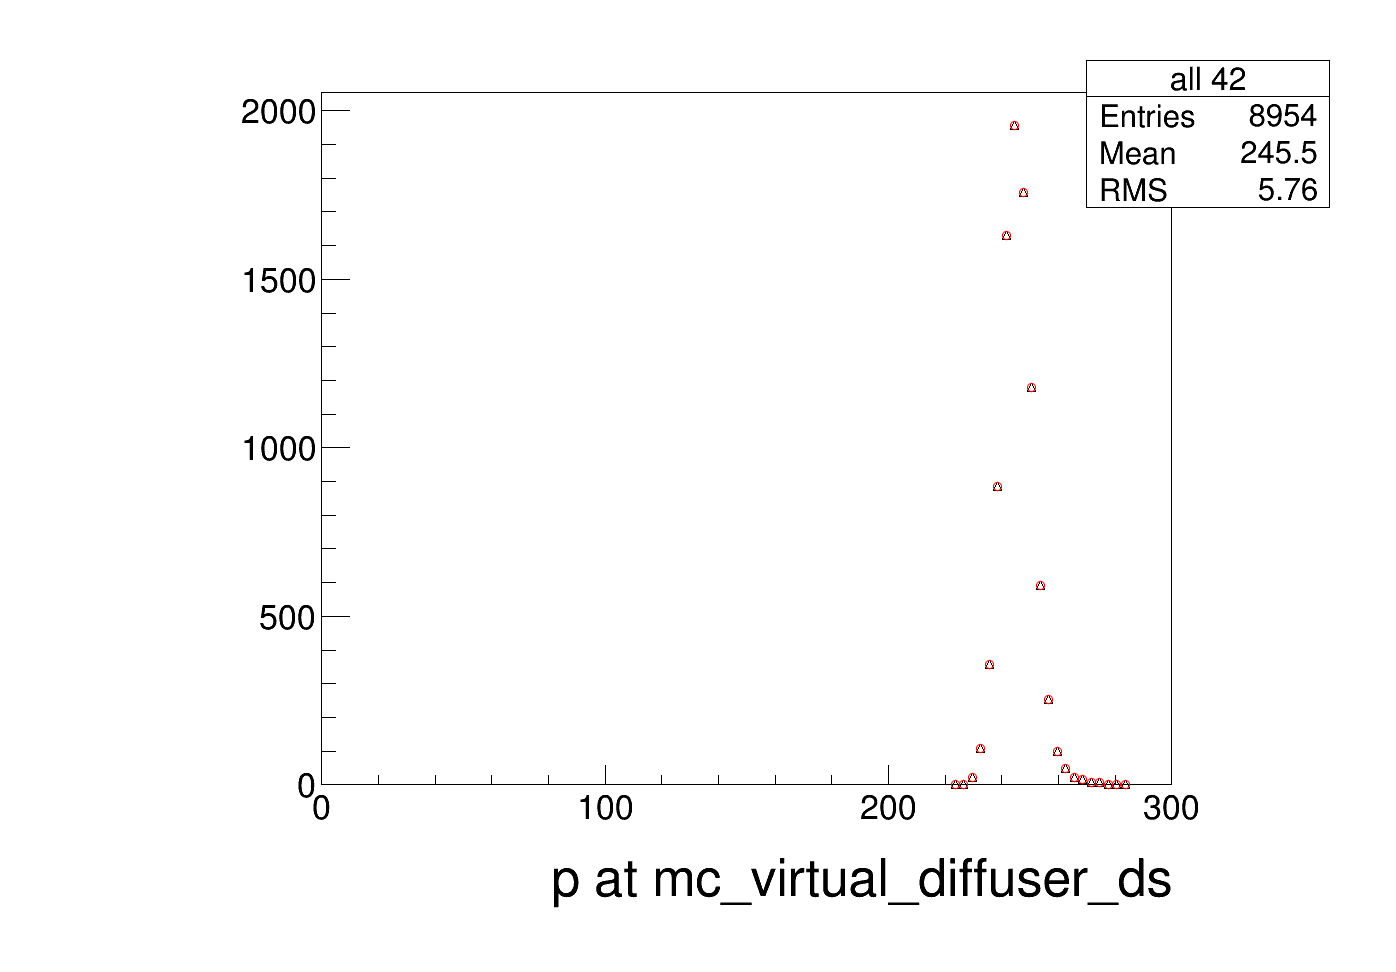 all 42
Entries 8954
Mean 245.5
RMS 5.76
2000
1500
1000
500
0
0 100 200 300
p at mc_virtual_diffuser_ds